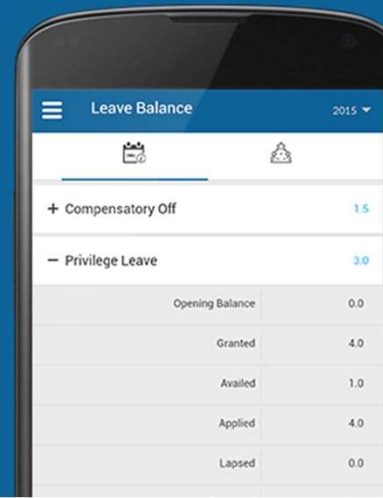 Leave Balance 2015
+ Compensatory Off 1.5
− Privilege Leave 3.0
Opening Balance 0.0
Granted 4.0
Availed 1.0
Applied 4.0
Lapsed 0.0